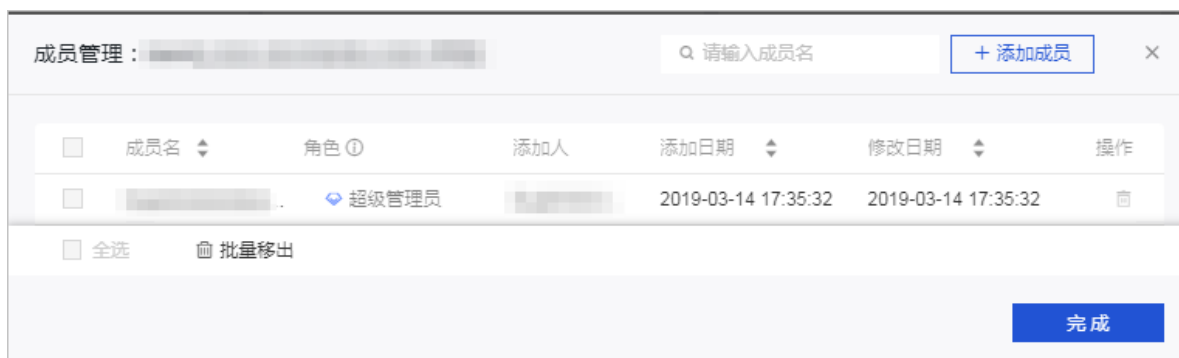 成员管理：
请输入成员名
+ 添加成员
成员名 角色 添加人 添加日期 修改日期 操作
超级管理员 2019-03-14 17:35:32 2019-03-14 17:35:32
全选 批量移出
完成